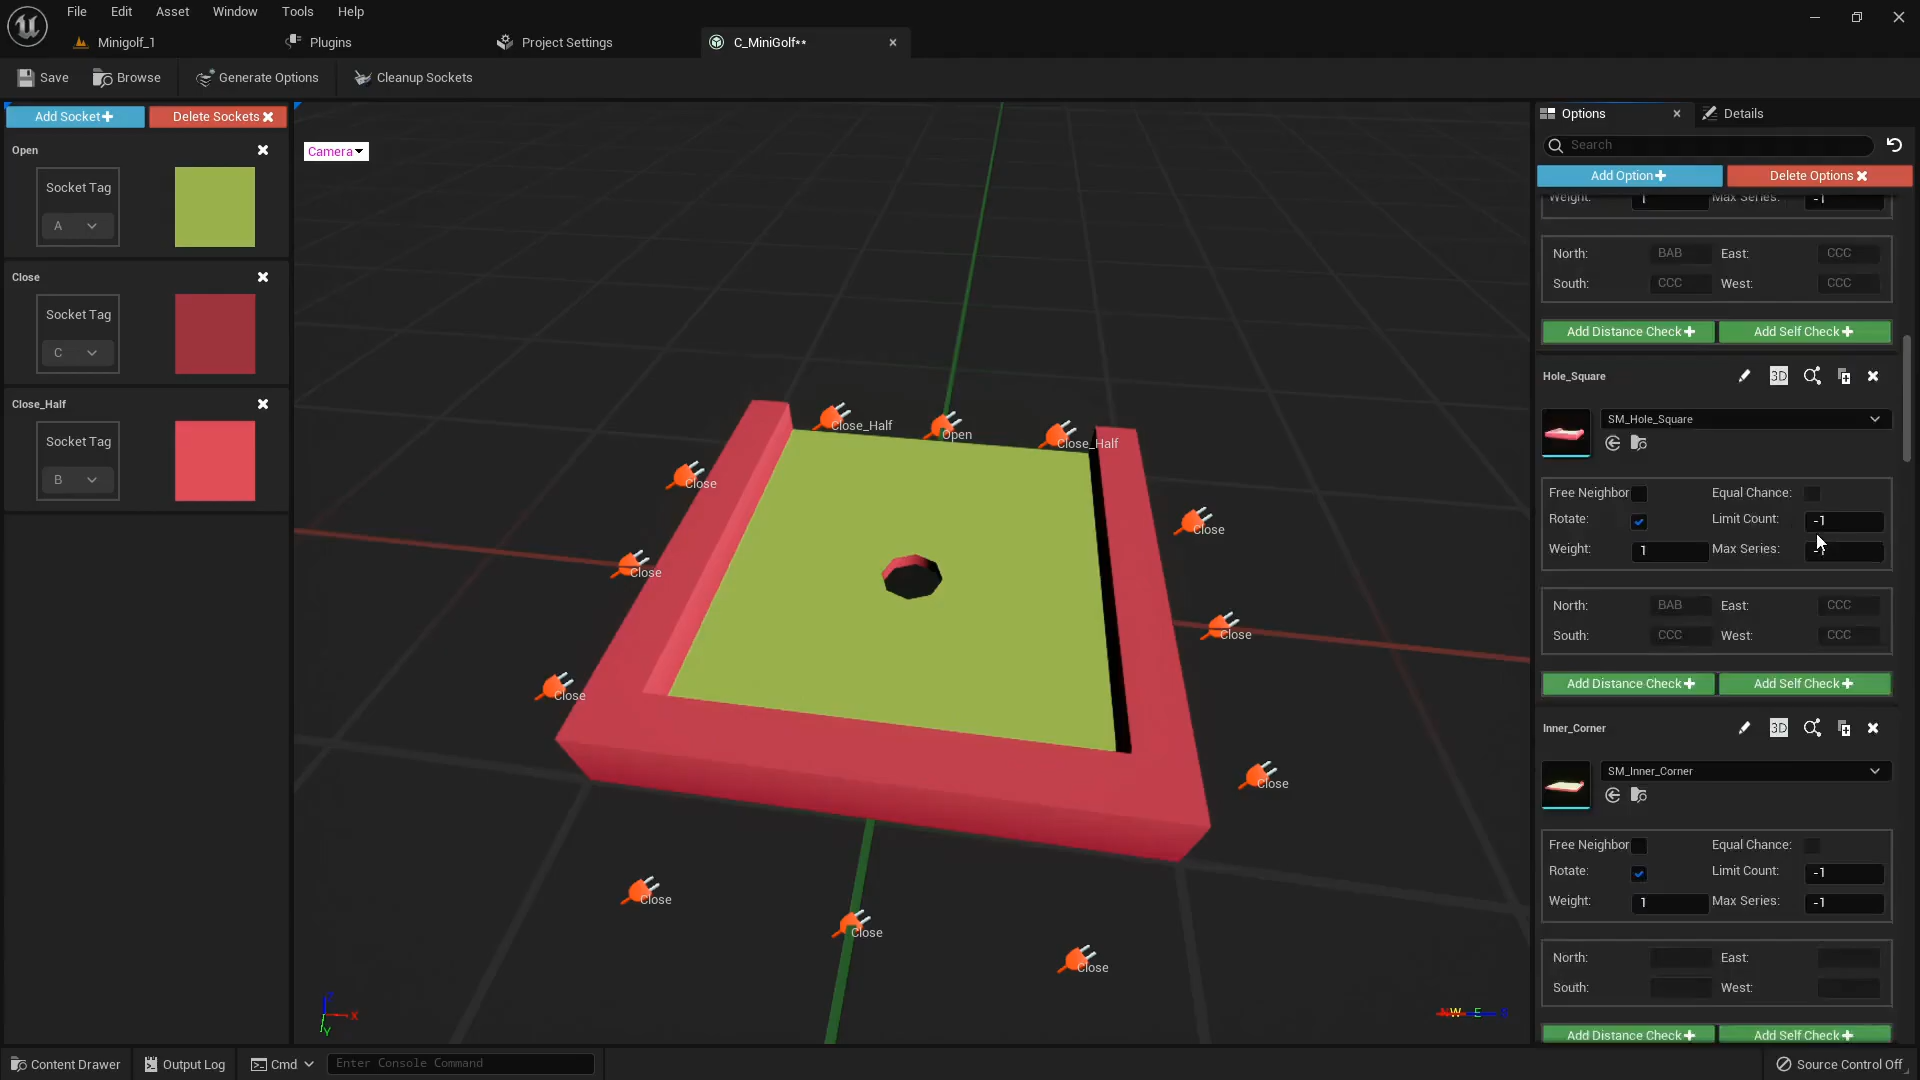 File Edit Asset Window Tools Help
Minigolf_1 Plugins Project Settings C_MiniGolf**
Save Browse Generate Options Cleanup Sockets
Add Socket Delete Sockets
Open
Socket Tag
A
Close
Socket Tag
C
Close_Half
Socket Tag
B
Camera
Close_Half Open Close_Half
Close Close
Close Close
Close Close
Close Close Close
Z X Y
W E
Options Details
Search
Add Option Delete Options
Weight: 1 Max Series: -1
North: BAB East: CCC
South: CCC West: CCC
Add Distance Check Add Self Check
Hole_Square 3D
SM_Hole_Square
Free Neighbor Equal Chance:
Rotate: Limit Count: -1
Weight: 1 Max Series: -1
North: BAB East: CCC
South: CCC West: CCC
Add Distance Check Add Self Check
Inner_Corner 3D
SM_Inner_Corner
Free Neighbor Equal Chance:
Rotate: Limit Count: -1
Weight: 1 Max Series: -1
North: East:
South: West:
Add Distance Check Add Self Check
Content Drawer Output Log Cmd Enter Console Command Source Control Off